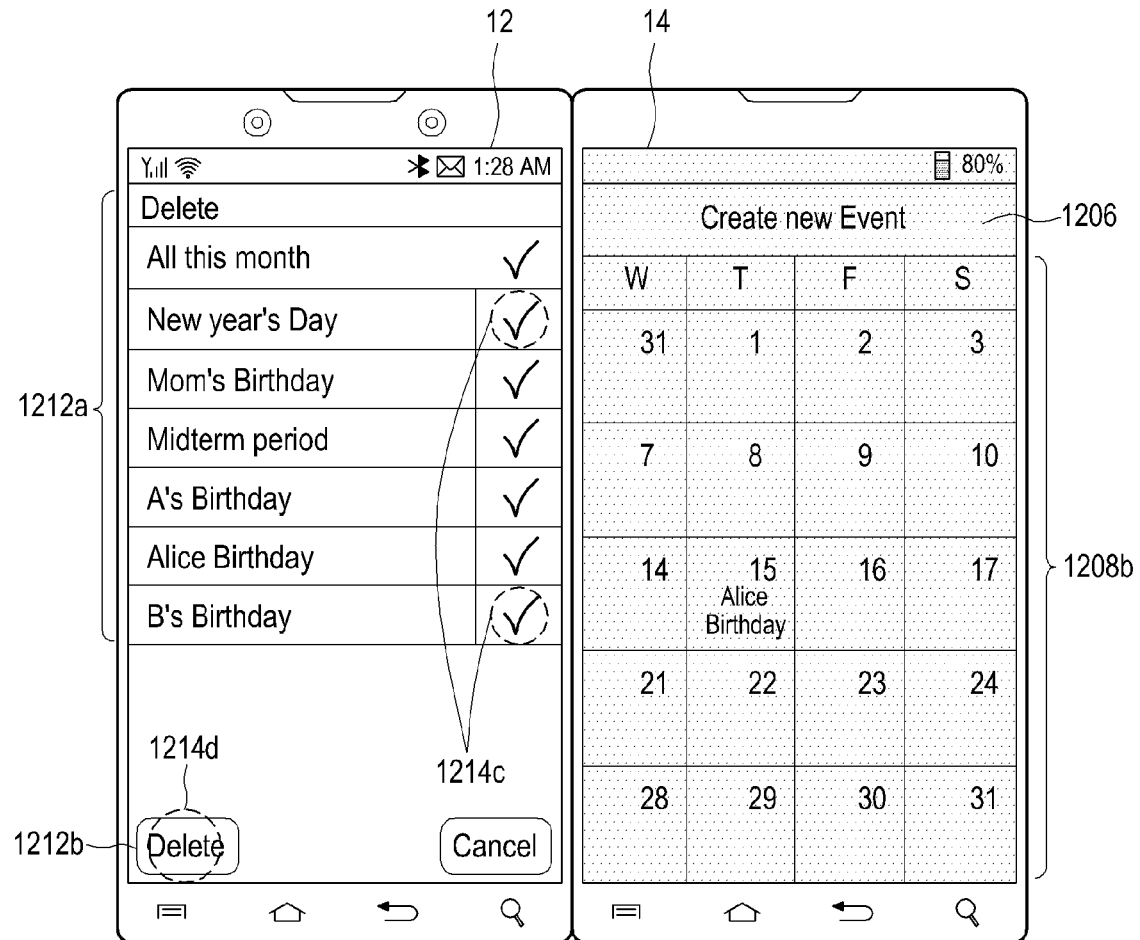 12
14
1:28 AM
80%
Delete
Create new Event
1206
All this month
W T F S
New year's Day
31 1 2 3
Mom's Birthday
1212a
Midterm period
7 8 9 10
A's Birthday
Alice Birthday
14 15 16 17
Alice
Birthday
1208b
B's Birthday
21 22 23 24
1214d
1214c
28 29 30 31
1212b
Delete
Cancel